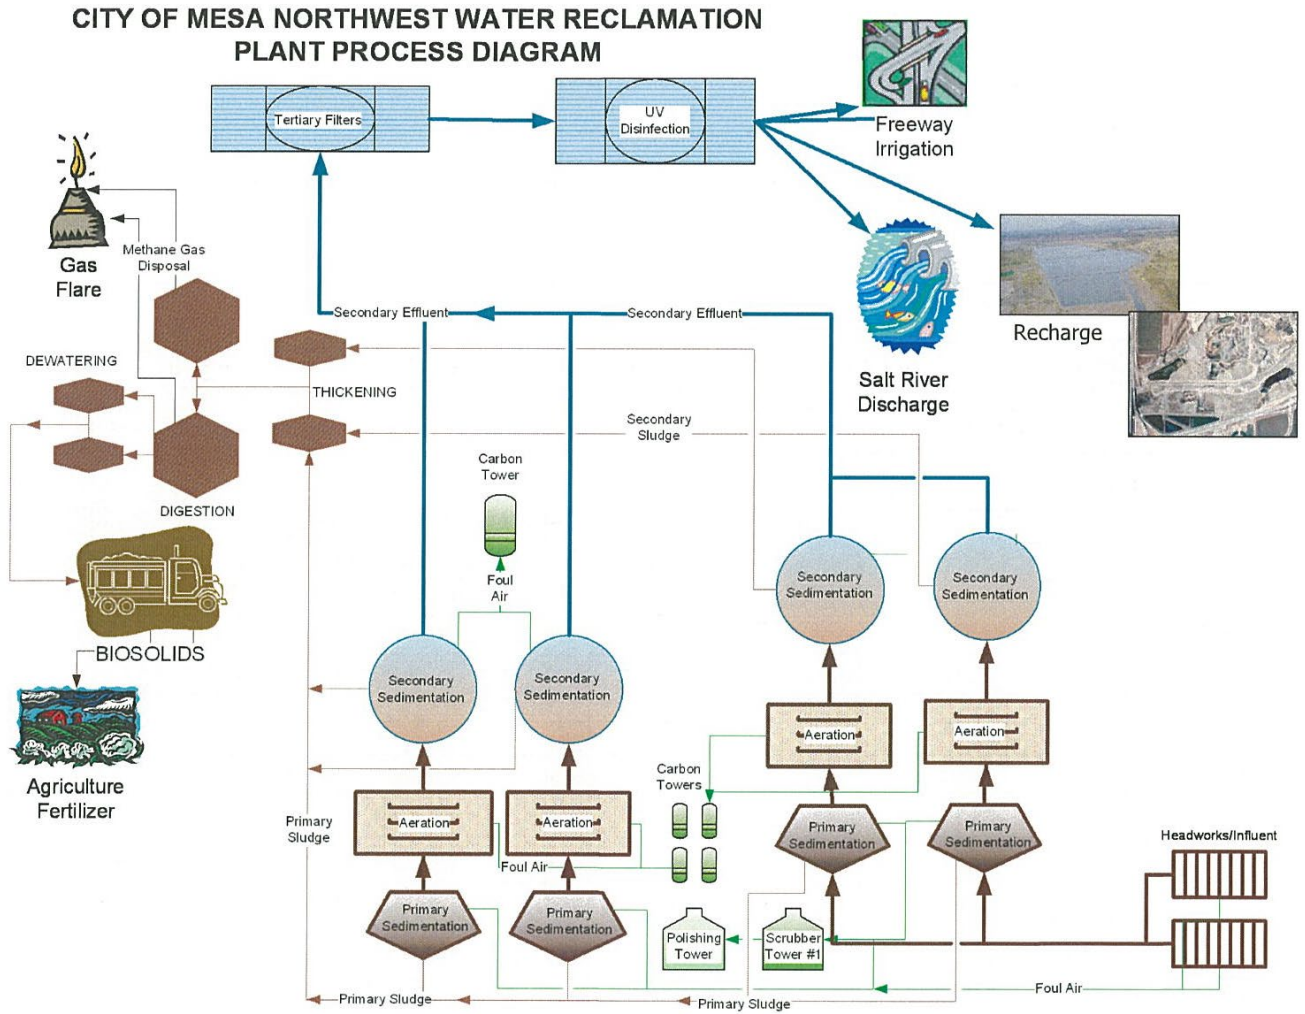 CITY OF MESA NORTHWEST WATER RECLAMATION
PLANT PROCESS DIAGRAM
Tertiary Filters
UV
Disinfection
Freeway
Irrigation
Methane Gas
Disposal
Gas
Flare
Secondary Effluent
Secondary Effluent
Recharge
Salt River
Discharge
DEWATERING
THICKENING
Secondary
Sludge
DIGESTION
Carbon
Tower
Foul
Air
Secondary
Sedimentation
Secondary
Sedimentation
BIOSOLIDS
Secondary
Sedimentation
Secondary
Sedimentation
Agriculture
Fertilizer
Aeration
Aeration
Carbon
Towers
Primary
Sludge
Aeration
Aeration
Primary
Sedimentation
Primary
Sedimentation
Headworks/Influent
Foul Air
Primary
Sedimentation
Primary
Sedimentation
Polishing
Tower
Scrubber
Tower #1
Foul Air
Primary Sludge
Primary Sludge